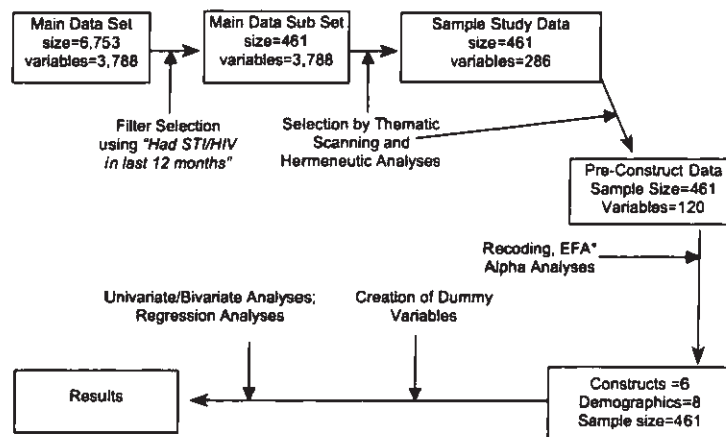 Main Data Set
size=6,753
variables=3,788
Main Data Sub Set
size=461
variables=3,788
Sample Study Data
size=461
variables=286
Filter Selection
using "Had STI/HIV
in last 12 months"
Selection by Thematic
Scanning and
Hermeneutic Analyses
Pre-Construct Data
Sample Size=461
Variables=120
Recoding, EFA*
Alpha Analyses
Univariate/Bivariate Analyses;
Regression Analyses
Creation of Dummy
Variables
Results
Constructs =6
Demographics=8
Sample size=461